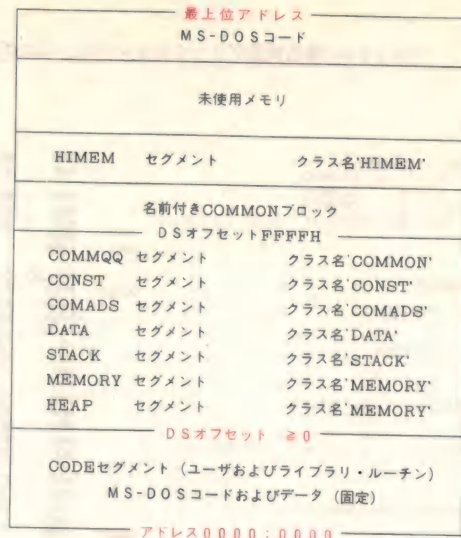 最上位アドレス
MS-DOSコード
未使用メモリ
HIMEM セグメント クラス名'HIMEM'
名前付きCOMMONブロック
DSオフセットFFFFH
COMMQQ セグメント クラス名'COMMON'
CONST セグメント クラス名'CONST'
COMADS セグメント クラス名'COMADS'
DATA セグメント クラス名'DATA'
STACK セグメント クラス名'STACK'
MEMORY セグメント クラス名'MEMORY'
HEAP セグメント クラス名'MEMORY'
DSオフセット ≧0
CODEセグメント (ユーザおよびライブラリ・ルーチン)
MS-DOSコードおよびデータ (固定)
アドレス0000:0000